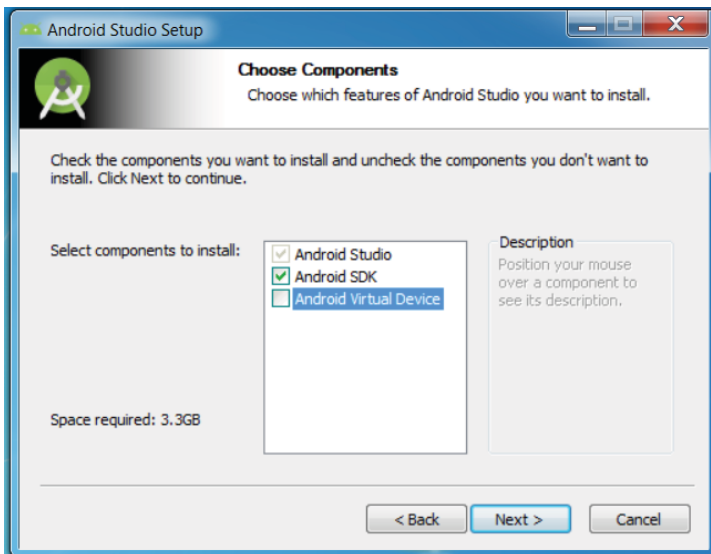 Android Studio Setup
Choose Components
Choose which features of Android Studio you want to install.
Check the components you want to install and uncheck the components you don't want to
install. Click Next to continue.
Select components to install:
Android Studio
Android SDK
Android Virtual Device
Description
Position your mouse
over a component to
see its description.
Space required: 3.3GB
< Back
Next >
Cancel